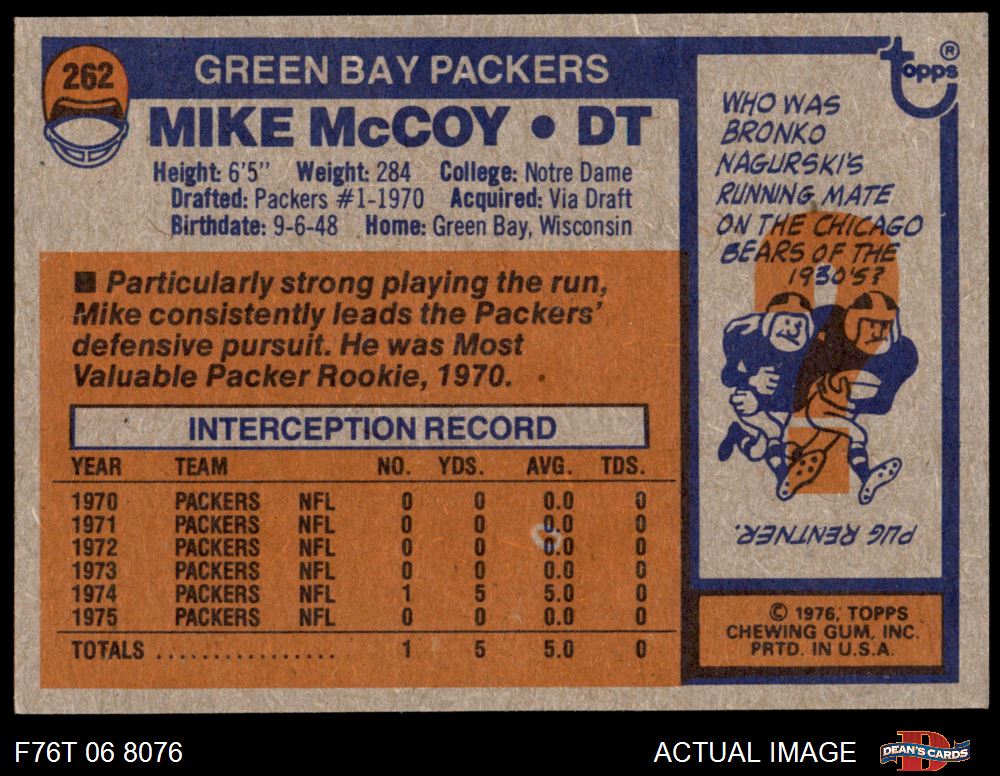 262
GREEN BAY PACKERS
MIKE McCOY • DT
Height: 6'5" Weight: 284 College: Notre Dame
Drafted: Packers #1-1970 Acquired: Via Draft
Birthdate: 9-6-48 Home: Green Bay, Wisconsin
■ Particularly strong playing the run,
Mike consistently leads the Packers'
defensive pursuit. He was Most
Valuable Packer Rookie, 1970.
INTERCEPTION RECORD
YEAR TEAM NO. YDS. AVG. TDS.
1970 PACKERS NFL 0 0 0.0 0
1971 PACKERS NFL 0 0 0.0 0
1972 PACKERS NFL 0 0 0.0 0
1973 PACKERS NFL 0 0 0.0 0
1974 PACKERS NFL 1 5 5.0 0
1975 PACKERS NFL 0 0 0.0 0
TOTALS ................ 1 5 5.0 0
topps®
WHO WAS
BRONKO
NAGURSKI'S
RUNNING MATE
ON THE CHICAGO
BEARS OF THE
1930'S?
PUG RENTNER.
© 1976, TOPPS
CHEWING GUM, INC.
PRTD. IN U.S.A.
F76T 06 8076
ACTUAL IMAGE
D
DEAN'S CARDS